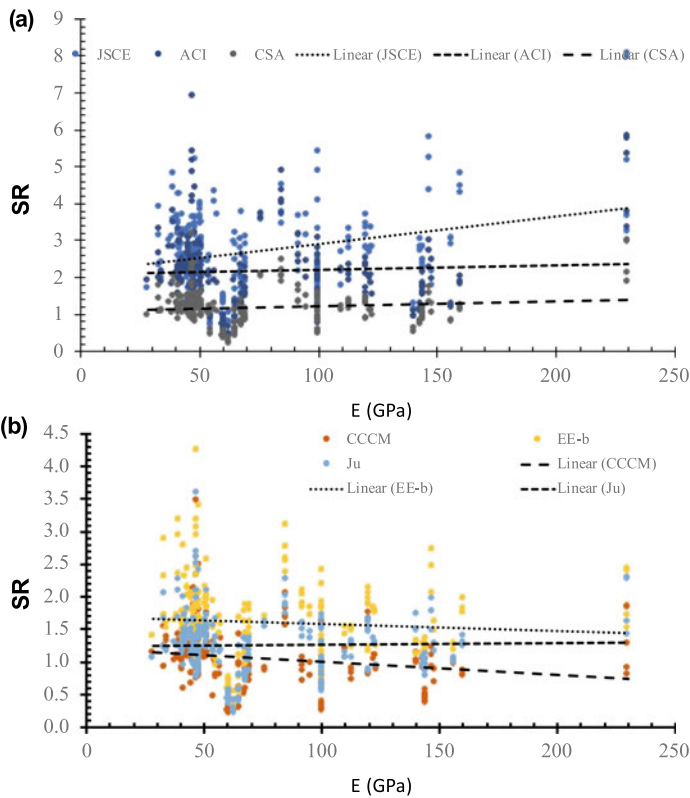 (a)
9
JSCE ACI CSA Linear (JSCE) Linear (ACI) Linear (CSA)
8
7
6
5
4
3
2
1
0
SR
0 50 100 150 200 250
E (GPa)
(b)
4.5
CCCM EE-b
Ju Linear (CCCM)
Linear (EE-b) Linear (Ju)
4.0
3.5
3.0
2.5
2.0
1.5
1.0
0.5
0.0
SR
0 50 100 150 200 250
E (GPa)